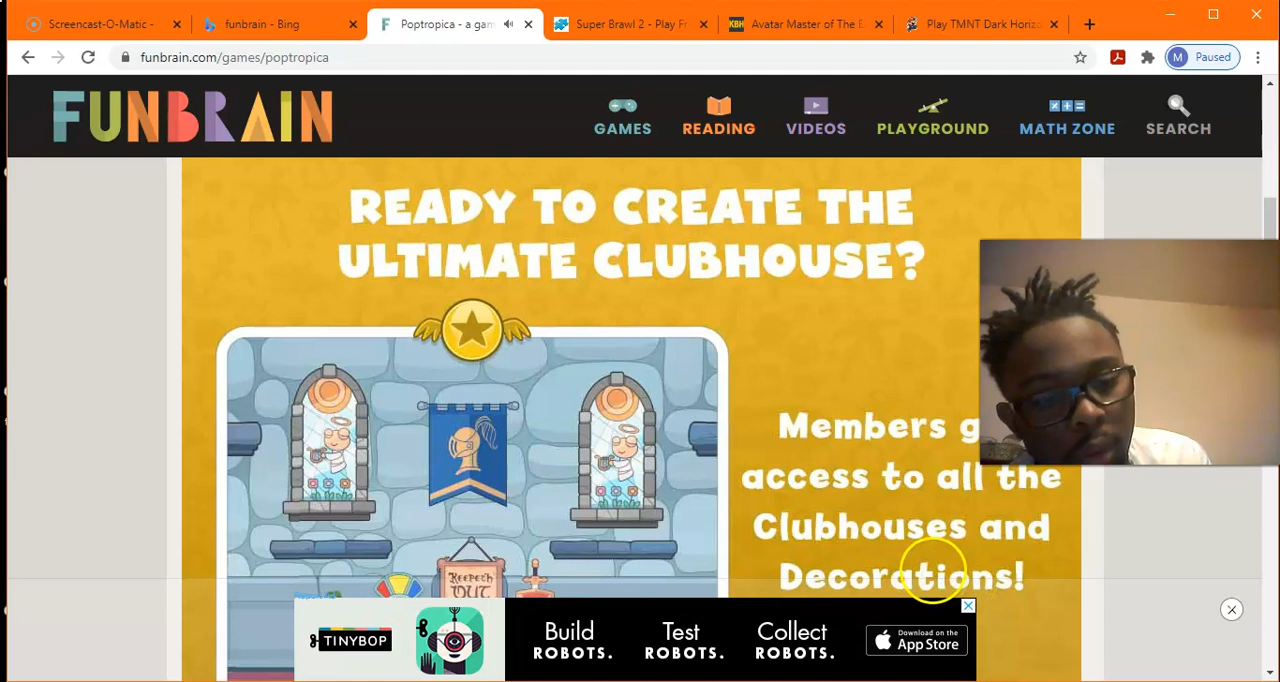 Screencast-O-Matic -
funbrain - Bing
Poptropica - a gam
Super Brawl 2 - Play Fr
KBH
Avatar Master of The E
Play TMNT Dark Horiz
funbrain.com/games/poptropica
M Paused
FUNBRAIN
GAMES
READING
VIDEOS
PLAYGROUND
MATH ZONE
SEARCH
READY TO CREATE THE
ULTIMATE CLUBHOUSE?
Members g
access to all the
Clubhouses and
Decorations!
KEEPETH
OUT
TINYBOP
Build
ROBOTS.
Test
ROBOTS.
Collect
ROBOTS.
Download on the
App Store